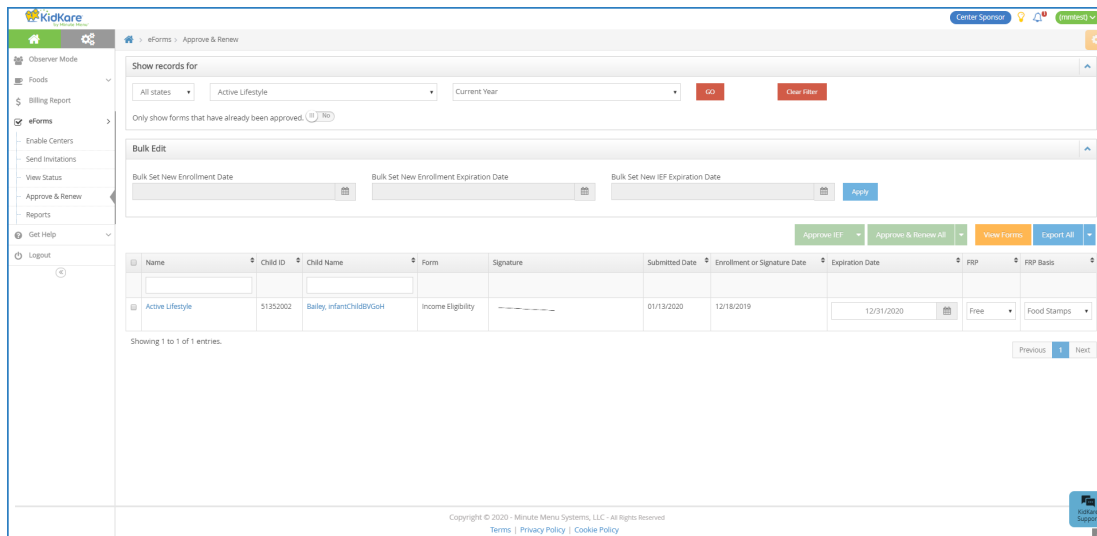 KidKare
by Minute Menu
Center Sponsor
(mmtest)
Observer Mode
Foods
Billing Report
eForms
Enable Centers
Send Invitations
View Status
Approve & Renew
Reports
Get Help
Logout
> eForms > Approve & Renew
Show records for
All states Active Lifestyle Current Year GO Clear Filter
Only show forms that have already been approved. No
Bulk Edit
Bulk Set New Enrollment Date Bulk Set New Enrollment Expiration Date Bulk Set New IEF Expiration Date
Apply
Approve IEF Approve & Renew All View Forms Export All
Name Child ID Child Name Form Signature Submitted Date Enrollment or Signature Date Expiration Date FRP FRP Basis
Active Lifestyle 51352002 Bailey, infantChildBVGoH Income Eligibility 01/13/2020 12/18/2019 12/31/2020 Free Food Stamps
Showing 1 to 1 of 1 entries.
Previous 1 Next
Copyright © 2020 - Minute Menu Systems, LLC - All Rights Reserved
Terms | Privacy Policy | Cookie Policy
KidKare
Support